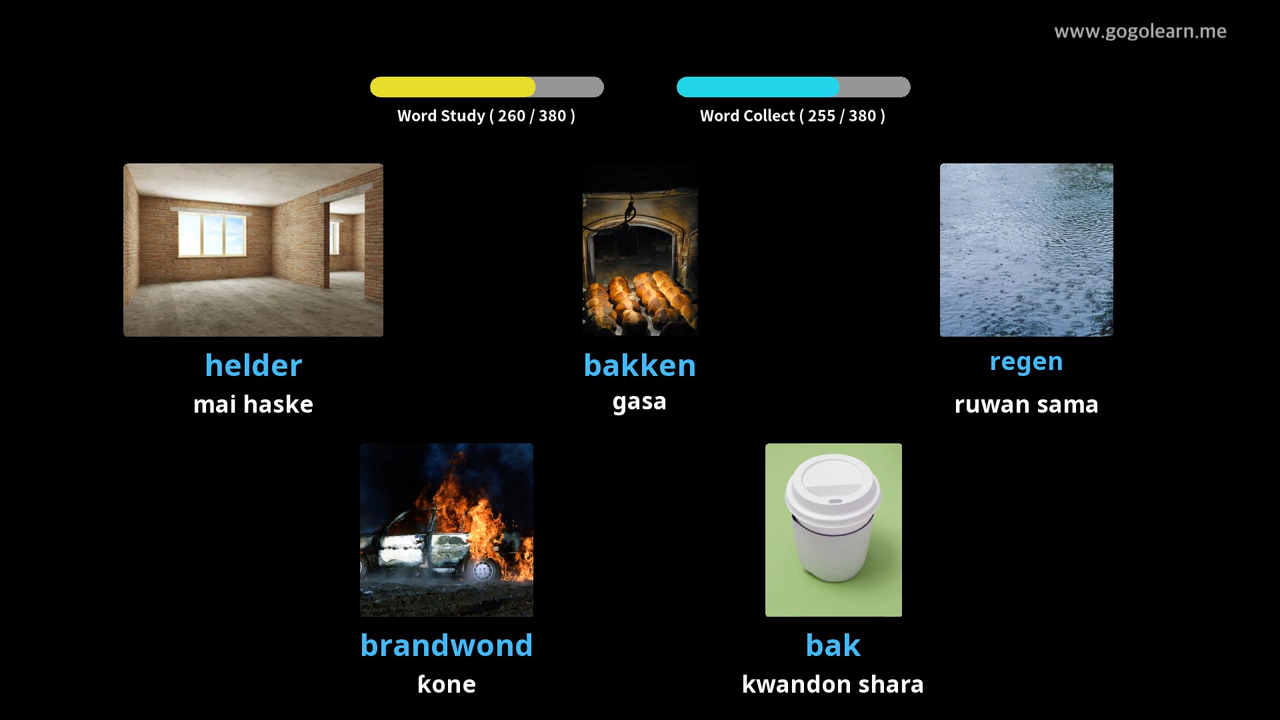 www.gogolearn.me
Word Study ( 260 / 380 )
Word Collect ( 255 / 380 )
helder
mai haske
bakken
gasa
regen
ruwan sama
brandwond
ƙone
bak
kwandon shara